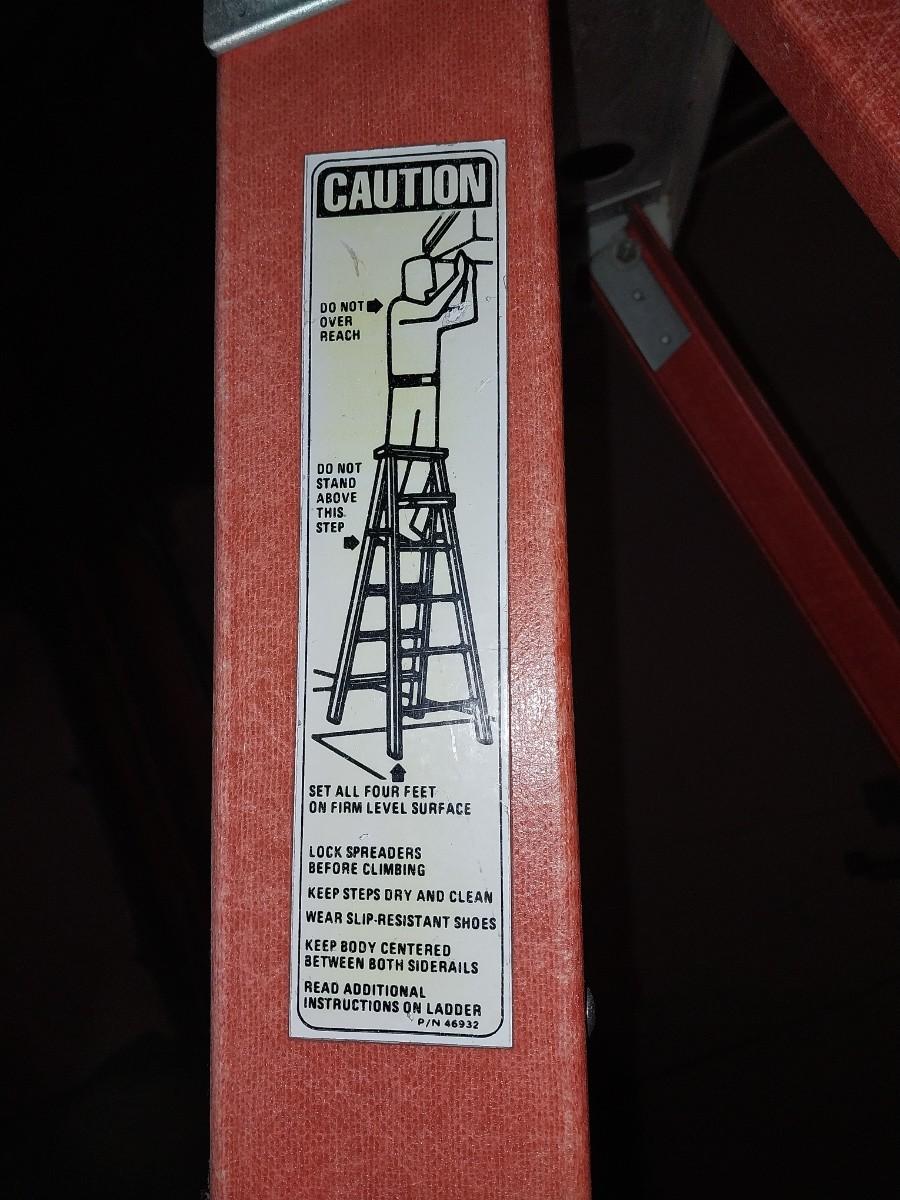 CAUTION
DO NOT
OVER
REACH
DO NOT
STAND
ABOVE
THIS
STEP
SET ALL FOUR FEET
ON FIRM LEVEL SURFACE
LOCK SPREADERS
BEFORE CLIMBING
KEEP STEPS DRY AND CLEAN
WEAR SLIP-RESISTANT SHOES
KEEP BODY CENTERED
BETWEEN BOTH SIDERAILS
READ ADDITIONAL
INSTRUCTIONS ON LADDER
P/N 46932